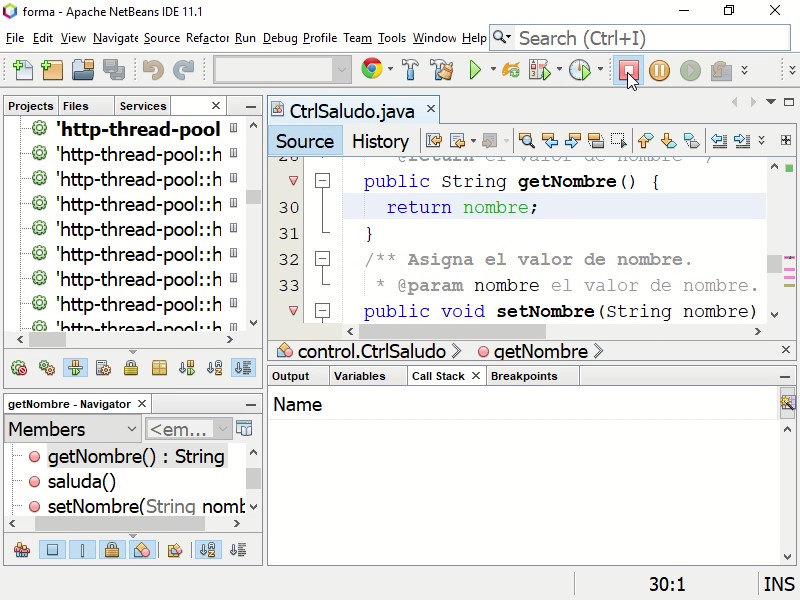 forma - Apache NetBeans IDE 11.1
File Edit View Navigate Source Refactor Run Debug Profile Team Tools Window Help
Search (Ctrl+I)
Projects Files Services
'http-thread-pool
'http-thread-pool::h
'http-thread-pool::h
'http-thread-pool::h
'http-thread-pool::h
'http-thread-pool::h
'http-thread-pool::h
'http-thread-pool::h
'http-thread-pool::h
CtrlSaludo.java
Source History
28 @return el valor de nombre */
public String getNombre() {
30 return nombre;
31 }
32 /** Asigna el valor de nombre.
33 * @param nombre el valor de nombre.
public void setNombre(String nombre)
control.CtrlSaludo getNombre
Output Variables Call Stack Breakpoints
Name
getNombre - Navigator
Members <em...
getNombre() : String
saluda()
setNombre(String nomb
30:1 INS